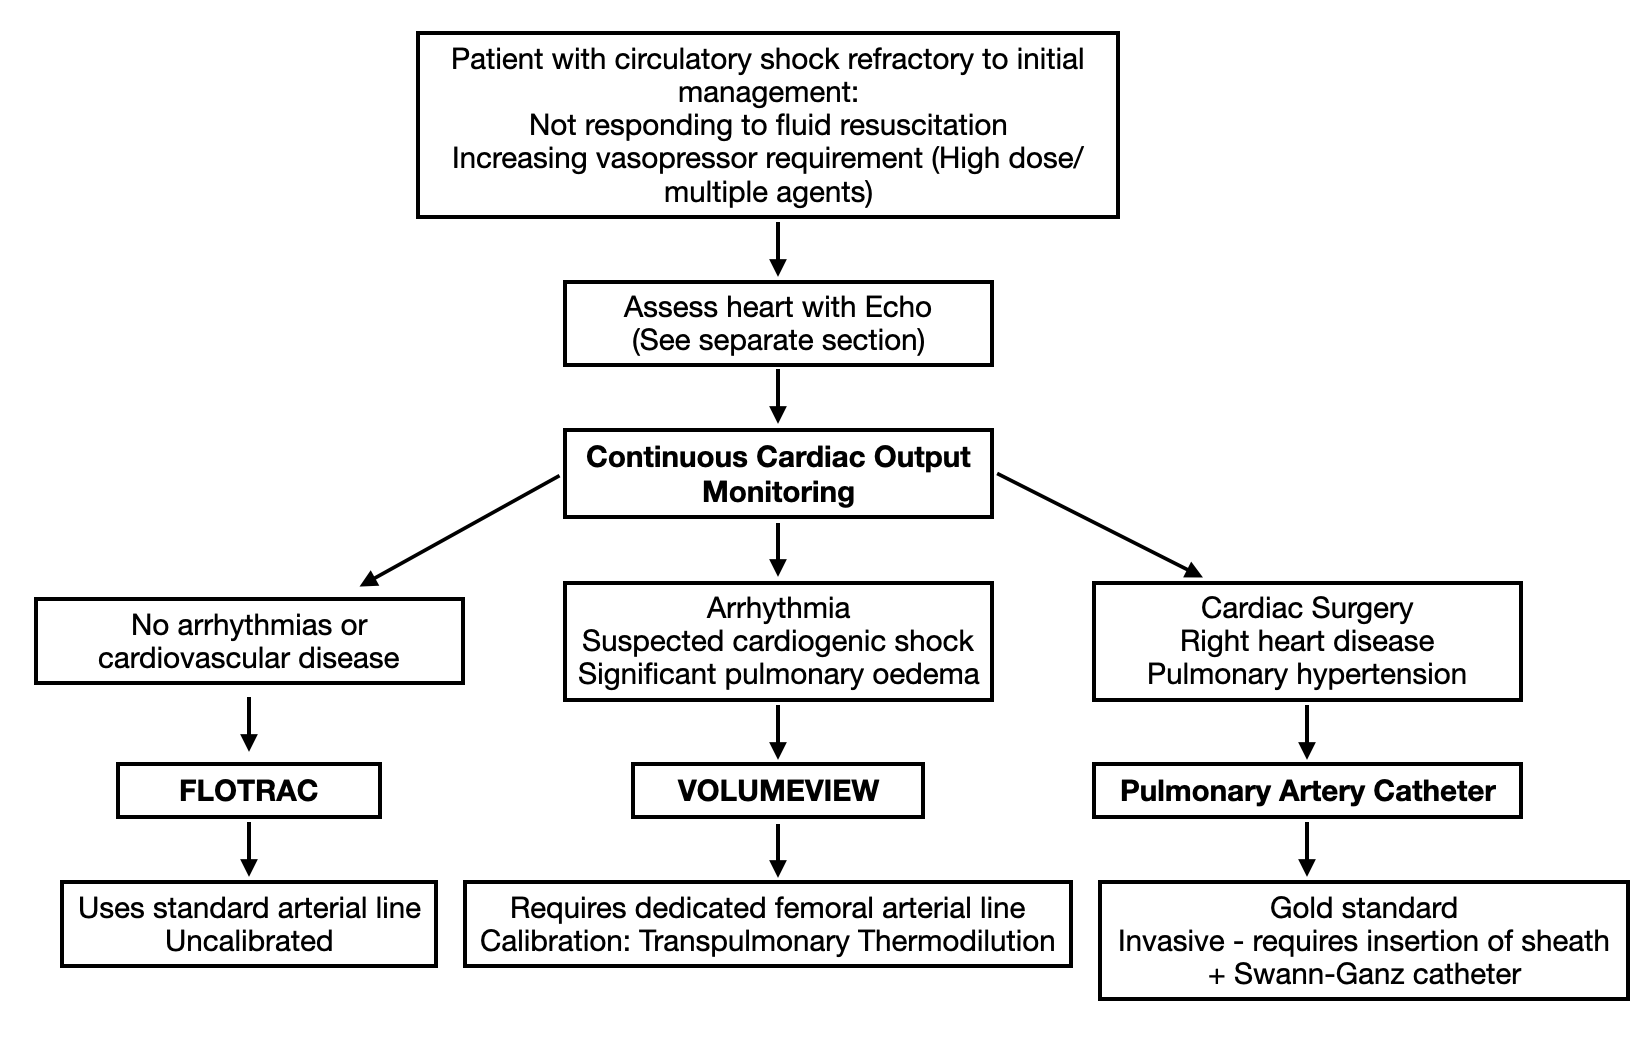 Patient with circulatory shock refractory to initial
management:
Not responding to fluid resuscitation
Increasing vasopressor requirement (High dose/
multiple agents)
Assess heart with Echo
(See separate section)
Continuous Cardiac Output
Monitoring
No arrhythmias or
cardiovascular disease
Arrhythmia
Suspected cardiogenic shock
Significant pulmonary oedema
Cardiac Surgery
Right heart disease
Pulmonary hypertension
FLOTRAC
VOLUMEVIEW
Pulmonary Artery Catheter
Uses standard arterial line
Uncalibrated
Requires dedicated femoral arterial line
Calibration: Transpulmonary Thermodilution
Gold standard
Invasive - requires insertion of sheath
+ Swann-Ganz catheter